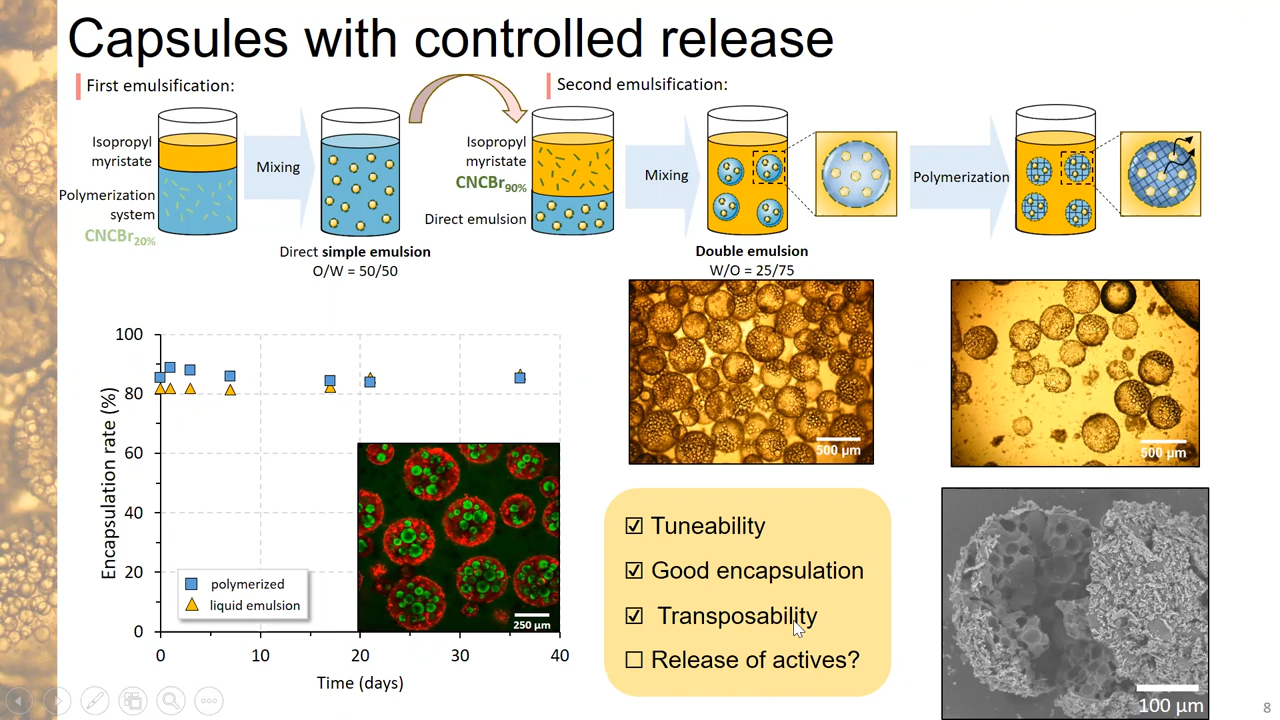 Capsules with controlled release
First emulsification:
Isopropyl
myristate
Polymerization
system
CNCBr20%
Mixing
Direct simple emulsion
O/W = 50/50
Second emulsification:
Isopropyl
myristate
CNCBr90%
Direct emulsion
Mixing
Double emulsion
W/O = 25/75
Polymerization
500 µm
500 µm
Encapsulation rate (%)
100
80
60
40
20
0
polymerized
liquid emulsion
250 µm
0 10 20 30 40
Time (days)
☑ Tuneability
☑ Good encapsulation
☑ Transposability
☐ Release of actives?
100 µm
8